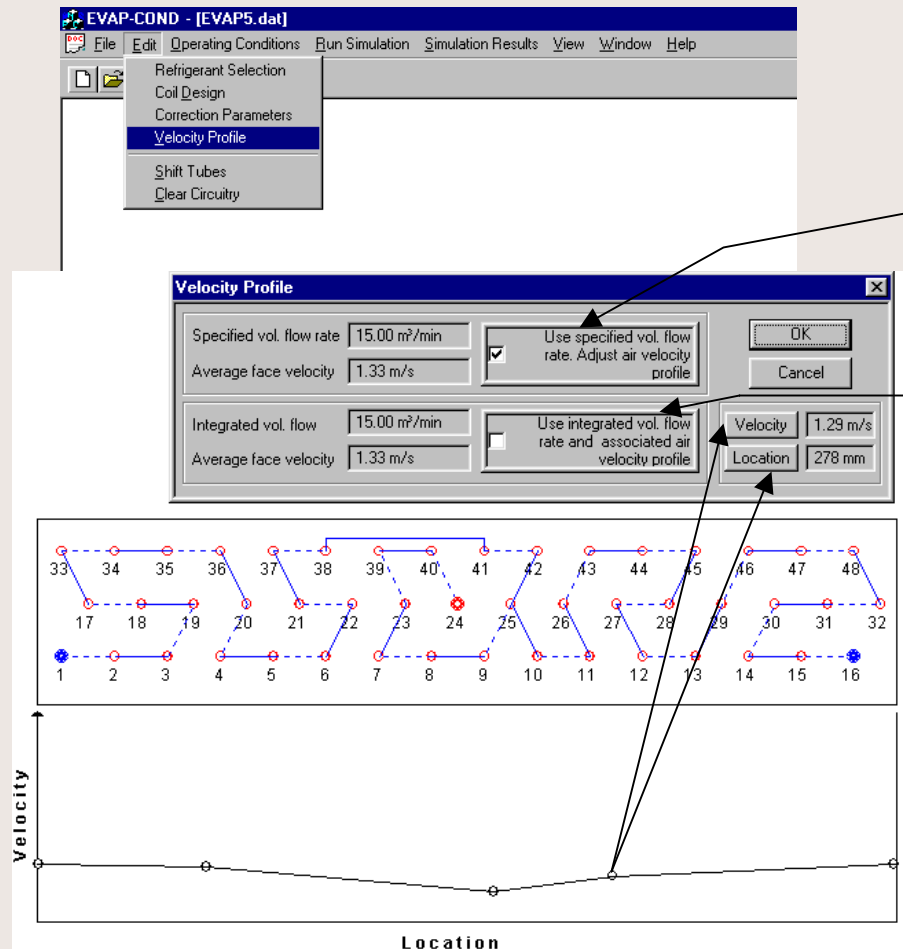 EVAP-COND - [EVAP5.dat]
File Edit Operating Conditions Run Simulation Simulation Results View Window Help
Refrigerant Selection
Coil Design
Correction Parameters
Velocity Profile
Shift Tubes
Clear Circuitry
Velocity Profile
Specified vol. flow rate 15.00 m³/min
Average face velocity 1.33 m/s
Use specified vol. flow
rate. Adjust air velocity
profile
OK
Cancel
Integrated vol. flow 15.00 m³/min
Average face velocity 1.33 m/s
Use integrated vol. flow
rate and associated air
velocity profile
Velocity 1.29 m/s
Location 278 mm
33 34 35 36 37 38 39 40 41 42 43 44 45 46 47 48
17 18 19 20 21 22 23 24 25 26 27 28 29 30 31 32
1 2 3 4 5 6 7 8 9 10 11 12 13 14 15 16
Velocity
Location